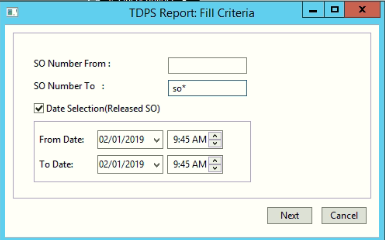 TDPS Report: Fill Criteria
SO Number From :
SO Number To : so*
Date Selection(Released SO)
From Date: 02/01/2019 9:45 AM
To Date: 02/01/2019 9:45 AM
Next Cancel